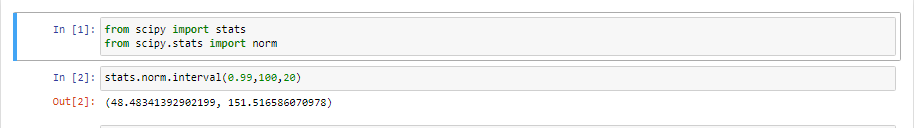 In [1]: from scipy import stats
from scipy.stats import norm
In [2]: stats.norm.interval(0.99,100,20)
Out[2]: (48.48341392902199, 151.516586070978)